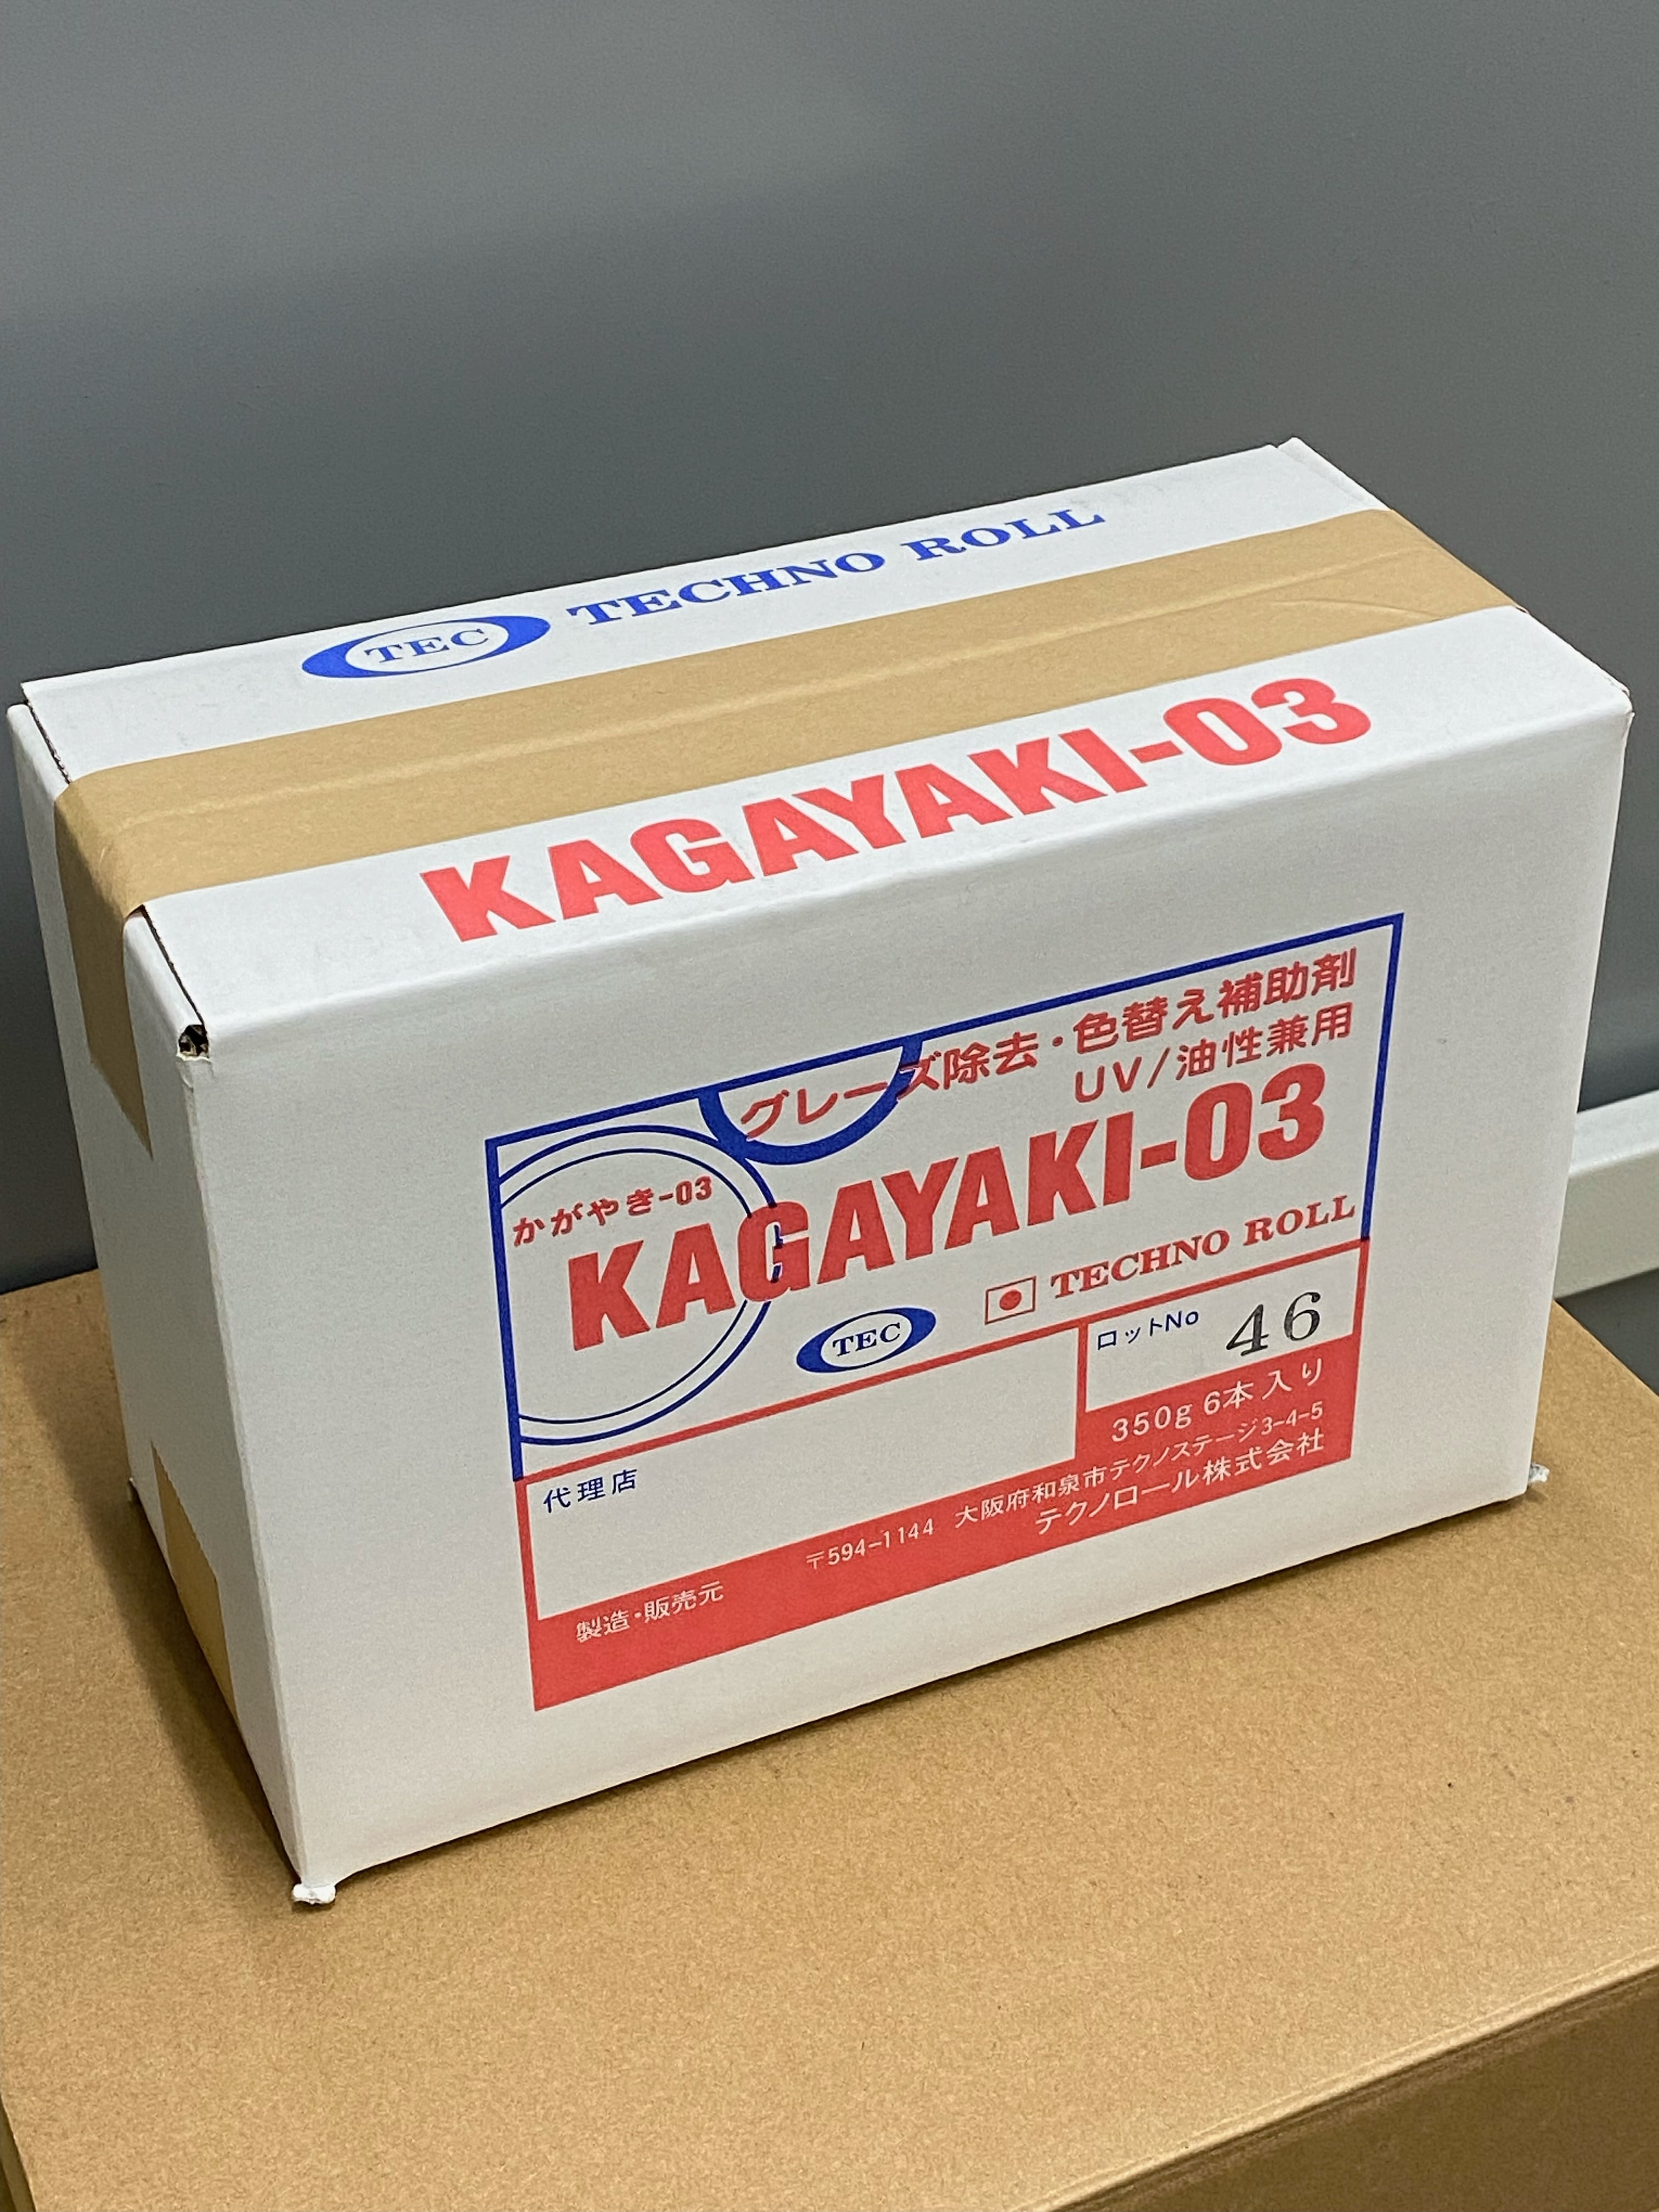 TEC TECHNO ROLL
KAGAYAKI-03
グレーズ除去・色替え補助剤
UV/油性兼用
かがやき-03
KAGAYAKI-03
TEC TECHNO ROLL
ロットNo 46
350g 6本入り
代理店
製造・販売元
〒594-1144 大阪府和泉市テクノステージ3-4-5
テクノロール株式会社